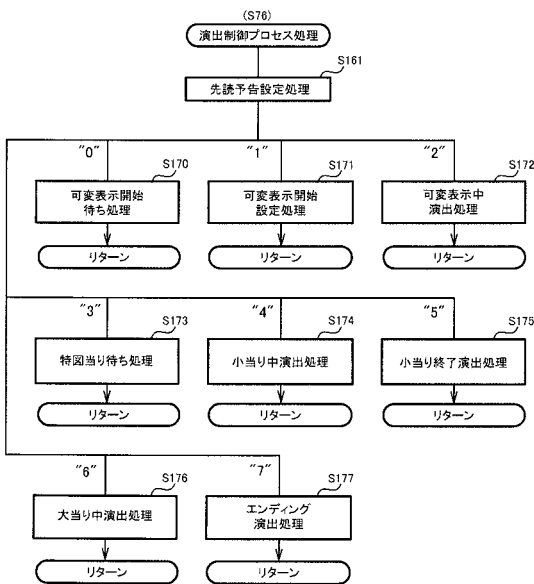 (S76)
演出制御プロセス処理
S161
先読予告設定処理
"0"
S170
可変表示開始
待ち処理
リターン
"1"
S171
可変表示開始
設定処理
リターン
"2"
S172
可変表示中
演出処理
リターン
"3"
S173
特図当り待ち処理
リターン
"4"
S174
小当り中演出処理
リターン
"5"
S175
小当り終了演出処理
リターン
"6"
S176
大当り中演出処理
リターン
"7"
S177
エンディング
演出処理
リターン